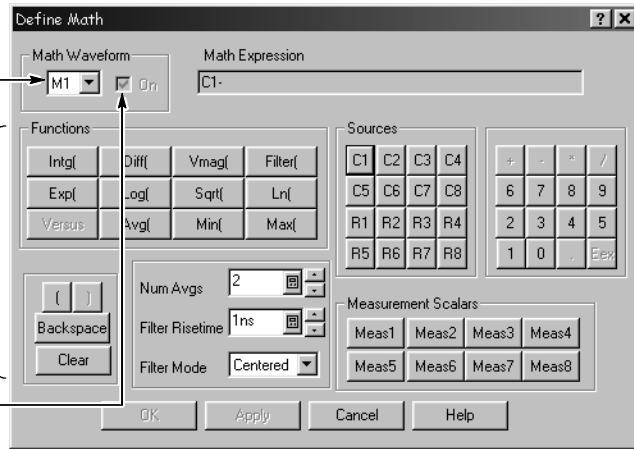 Define Math
? X
Math Waveform
Math Expression
M1
On
C1-
Functions
Sources
Intg( Diff( Vmag( Filter(
C1 C2 C3 C4
+ - * /
Exp( Log( Sqrt( Ln(
C5 C6 C7 C8
6 7 8 9
Versus Avg( Min( Max(
R1 R2 R3 R4
2 3 4 5
R5 R6 R7 R8
1 0 . Eex
( )
Backspace
Clear
Num Avgs 2
Filter Risetime 1ns
Filter Mode Centered
Measurement Scalars
Meas1 Meas2 Meas3 Meas4
Meas5 Meas6 Meas7 Meas8
OK Apply Cancel Help